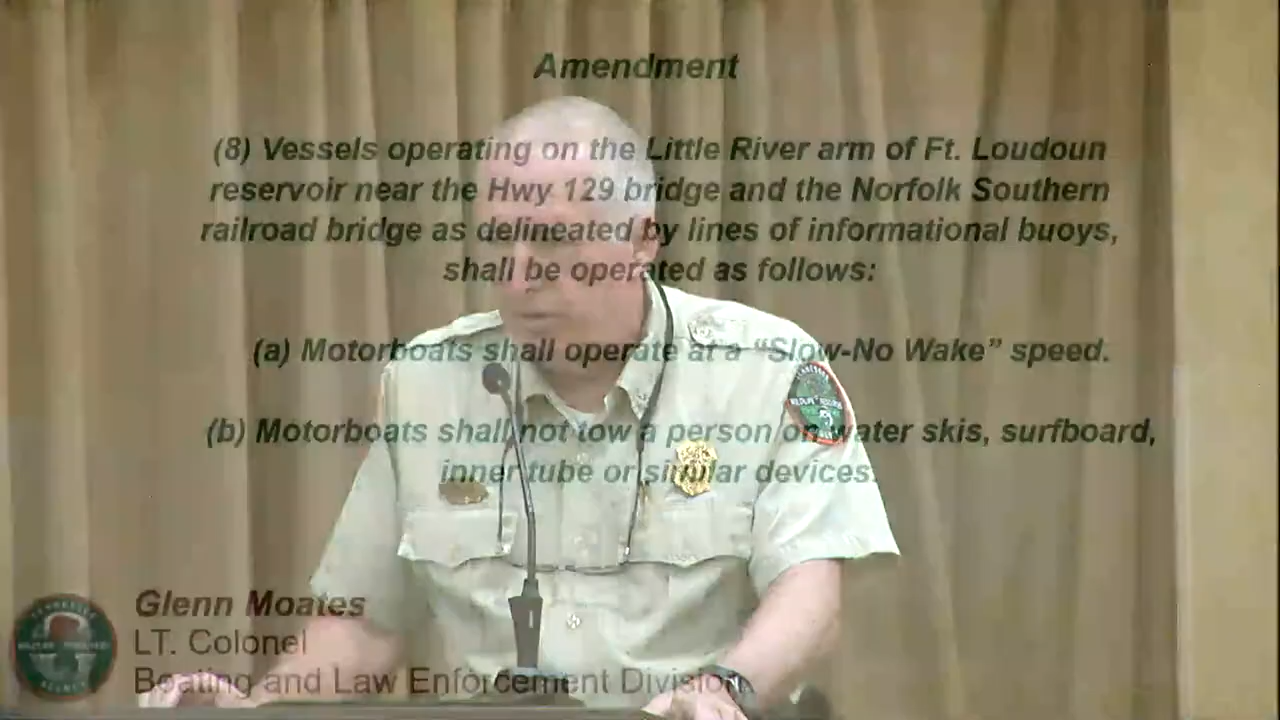 Amendment
(8) Vessels operating on the Little River arm of Ft. Loudoun
reservoir near the Hwy 129 bridge and the Norfolk Southern
railroad bridge as delineated by lines of informational buoys,
shall be operated as follows:
(a) Motorboats shall operate at a “Slow-No Wake” speed.
(b) Motorboats shall not tow a person on water skis, surfboard,
inner tube or similar devices.
Glenn Moates
LT. Colonel
Boating and Law Enforcement Division